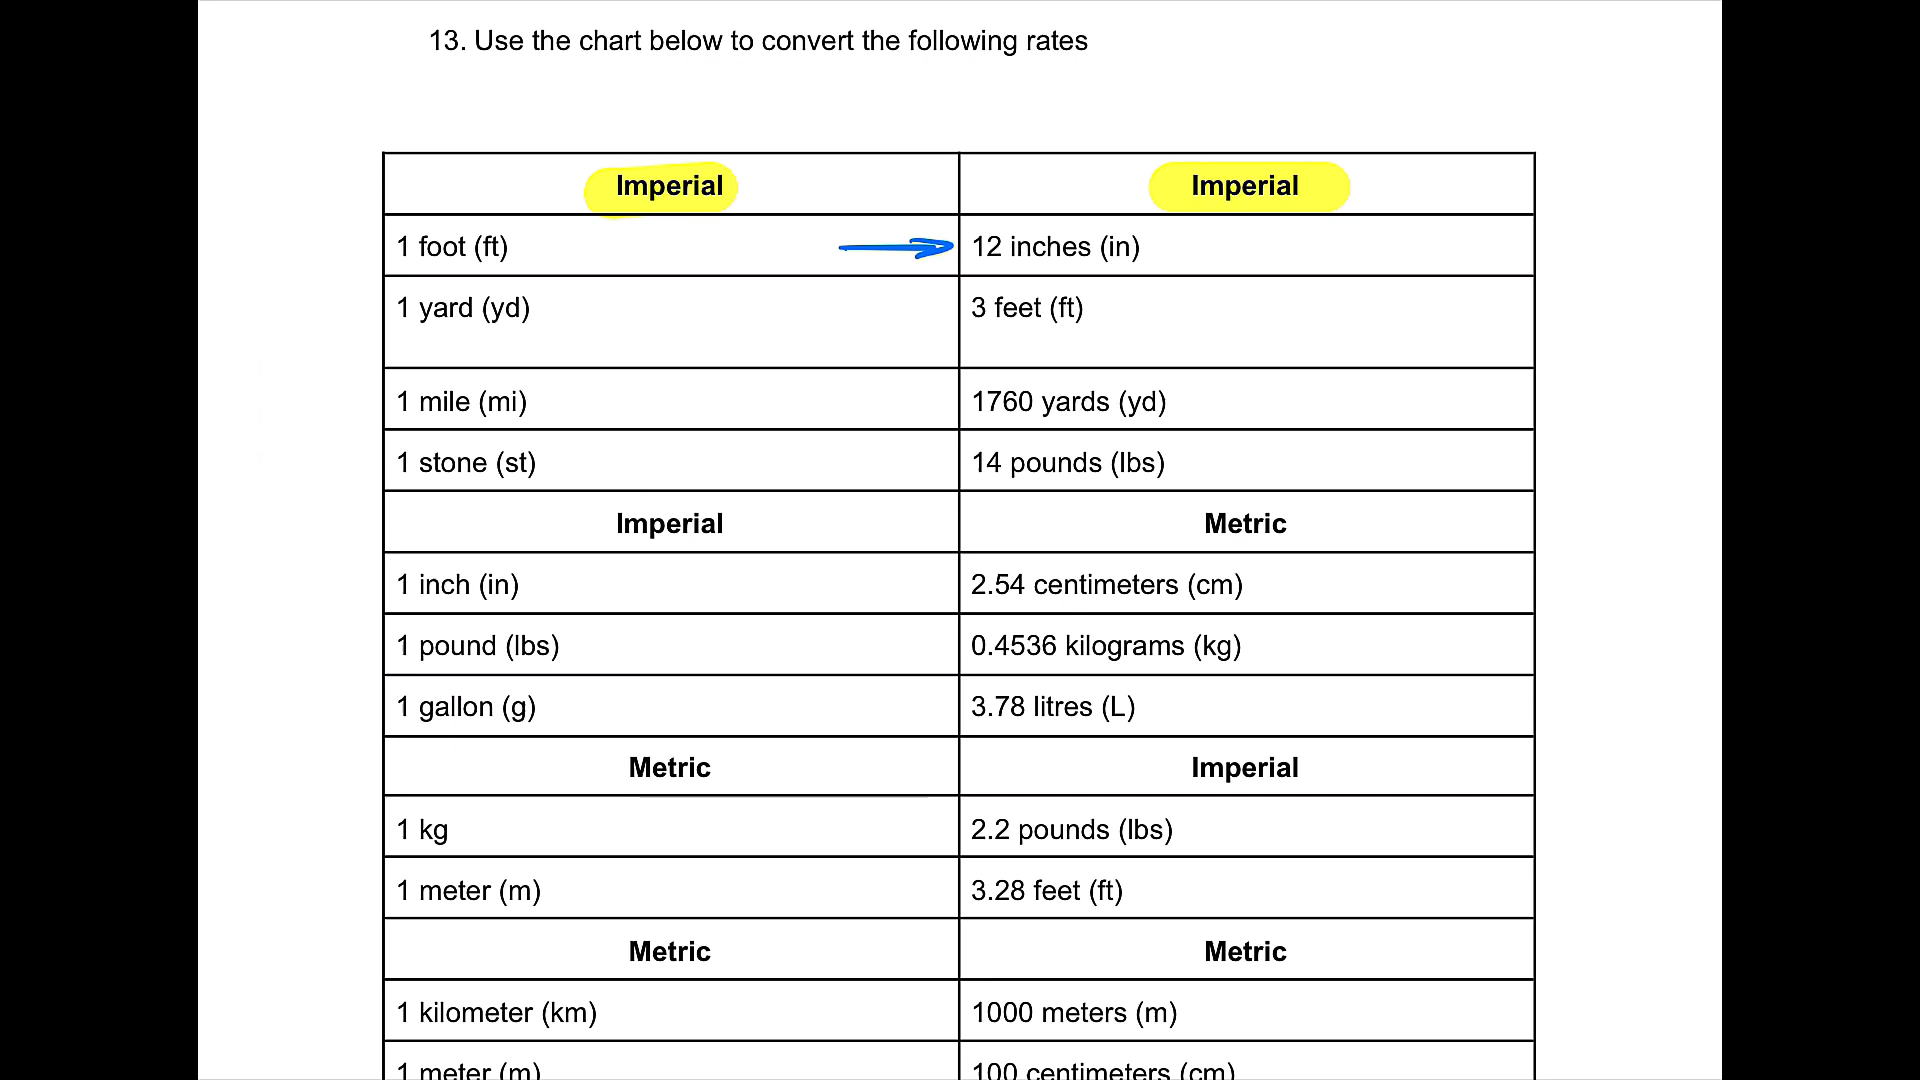 13. Use the chart below to convert the following rates
Imperial Imperial
1 foot (ft) 12 inches (in)
1 yard (yd) 3 feet (ft)
1 mile (mi) 1760 yards (yd)
1 stone (st) 14 pounds (lbs)
Imperial Metric
1 inch (in) 2.54 centimeters (cm)
1 pound (lbs) 0.4536 kilograms (kg)
1 gallon (g) 3.78 litres (L)
Metric Imperial
1 kg 2.2 pounds (lbs)
1 meter (m) 3.28 feet (ft)
Metric Metric
1 kilometer (km) 1000 meters (m)
1 meter (m) 100 centimeters (cm)